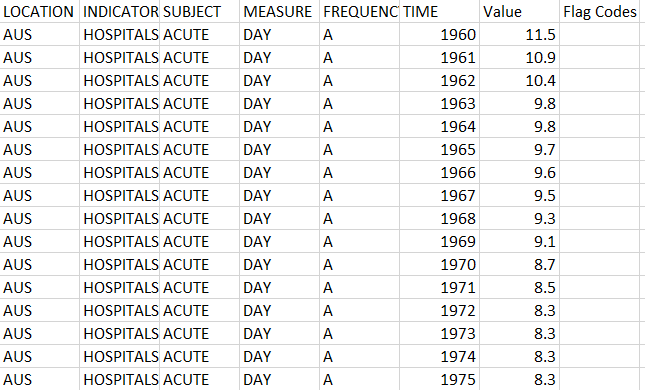 LOCATION INDICATOR SUBJECT MEASURE FREQUENC TIME Value Flag Codes
AUS HOSPITALS ACUTE DAY A 1960 11.5
AUS HOSPITALS ACUTE DAY A 1961 10.9
AUS HOSPITALS ACUTE DAY A 1962 10.4
AUS HOSPITALS ACUTE DAY A 1963 9.8
AUS HOSPITALS ACUTE DAY A 1964 9.8
AUS HOSPITALS ACUTE DAY A 1965 9.7
AUS HOSPITALS ACUTE DAY A 1966 9.6
AUS HOSPITALS ACUTE DAY A 1967 9.5
AUS HOSPITALS ACUTE DAY A 1968 9.3
AUS HOSPITALS ACUTE DAY A 1969 9.1
AUS HOSPITALS ACUTE DAY A 1970 8.7
AUS HOSPITALS ACUTE DAY A 1971 8.5
AUS HOSPITALS ACUTE DAY A 1972 8.3
AUS HOSPITALS ACUTE DAY A 1973 8.3
AUS HOSPITALS ACUTE DAY A 1974 8.3
AUS HOSPITALS ACUTE DAY A 1975 8.3